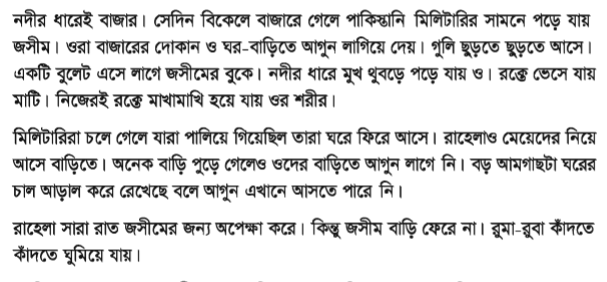 নদীর ধারেই বাজার। সেদিন বিকেলে বাজারে গেলে পাকিস্তানি মিলিটারির সামনে পড়ে যায়
জসীম। ওরা বাজারের দোকান ও ঘর-বাড়িতে আগুন লাগিয়ে দেয়। গুলি ছুড়তে ছুড়তে আসে।
একটি বুলেট এসে লাগে জসীমের বুকে। নদীর ধারে মুখ থুবড়ে পড়ে যায় ও। রক্তে ভেসে যায়
মাটি। নিজেরই রক্তে মাখামাখি হয়ে যায় ওর শরীর।
মিলিটারিরা চলে গেলে যারা পালিয়ে গিয়েছিল তারা ঘরে ফিরে আসে। রাহেলাও মেয়েদের নিয়ে
আসে বাড়িতে। অনেক বাড়ি পুড়ে গেলেও ওদের বাড়িতে আগুন লাগে নি। বড় আমগাছটা ঘরের
চাল আড়াল করে রেখেছে বলে আগুন এখানে আসতে পারে নি।
রাহেলা সারা রাত জসীমের জন্য অপেক্ষা করে। কিন্তু জসীম বাড়ি ফেরে না। রুমা-রুবা কাঁদতে
কাঁদতে ঘুমিয়ে যায়।